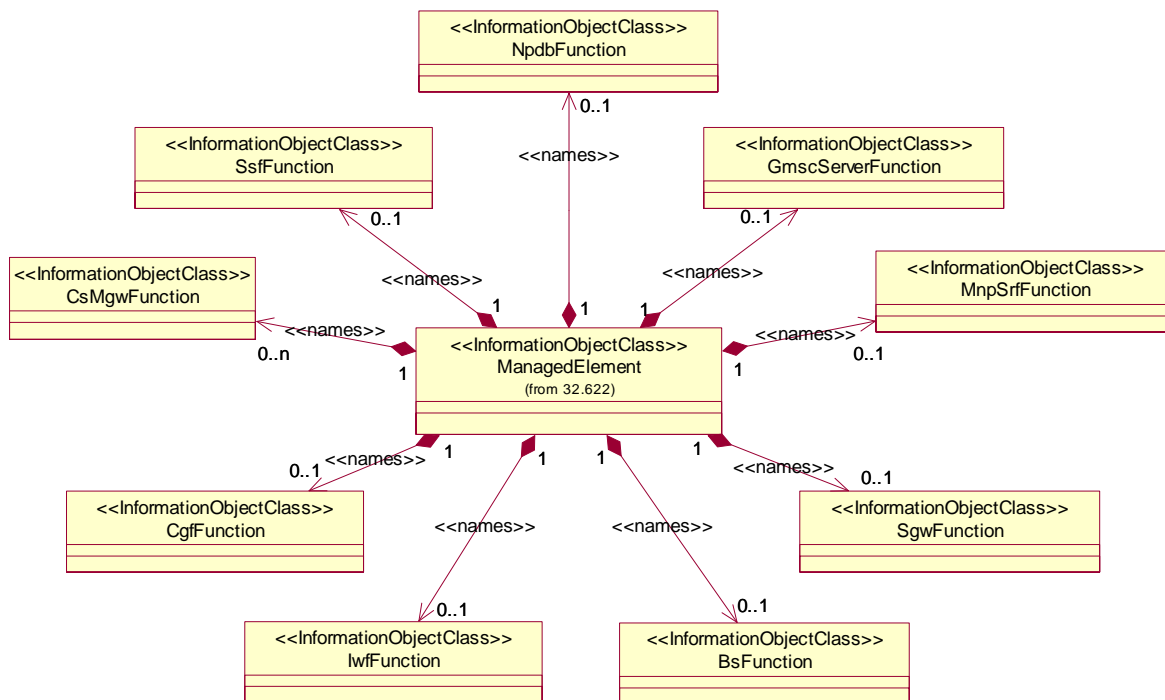 <<InformationObjectClass>>
NpdbFunction
0..1
<<names>>
1
<<InformationObjectClass>>
SsfFunction
0..1
<<names>>
1
<<InformationObjectClass>>
GmscServerFunction
0..1
<<names>>
1
<<InformationObjectClass>>
CsMgwFunction
0..n
<<names>>
1
<<InformationObjectClass>>
MnpSrfFunction
0..1
<<names>>
1
<<InformationObjectClass>>
ManagedElement
(from 32.622)
1
<<names>>
0..1
<<InformationObjectClass>>
CgfFunction
1
<<names>>
0..1
<<InformationObjectClass>>
SgwFunction
1
<<names>>
0..1
<<InformationObjectClass>>
IwfFunction
1
<<names>>
0..1
<<InformationObjectClass>>
BsFunction